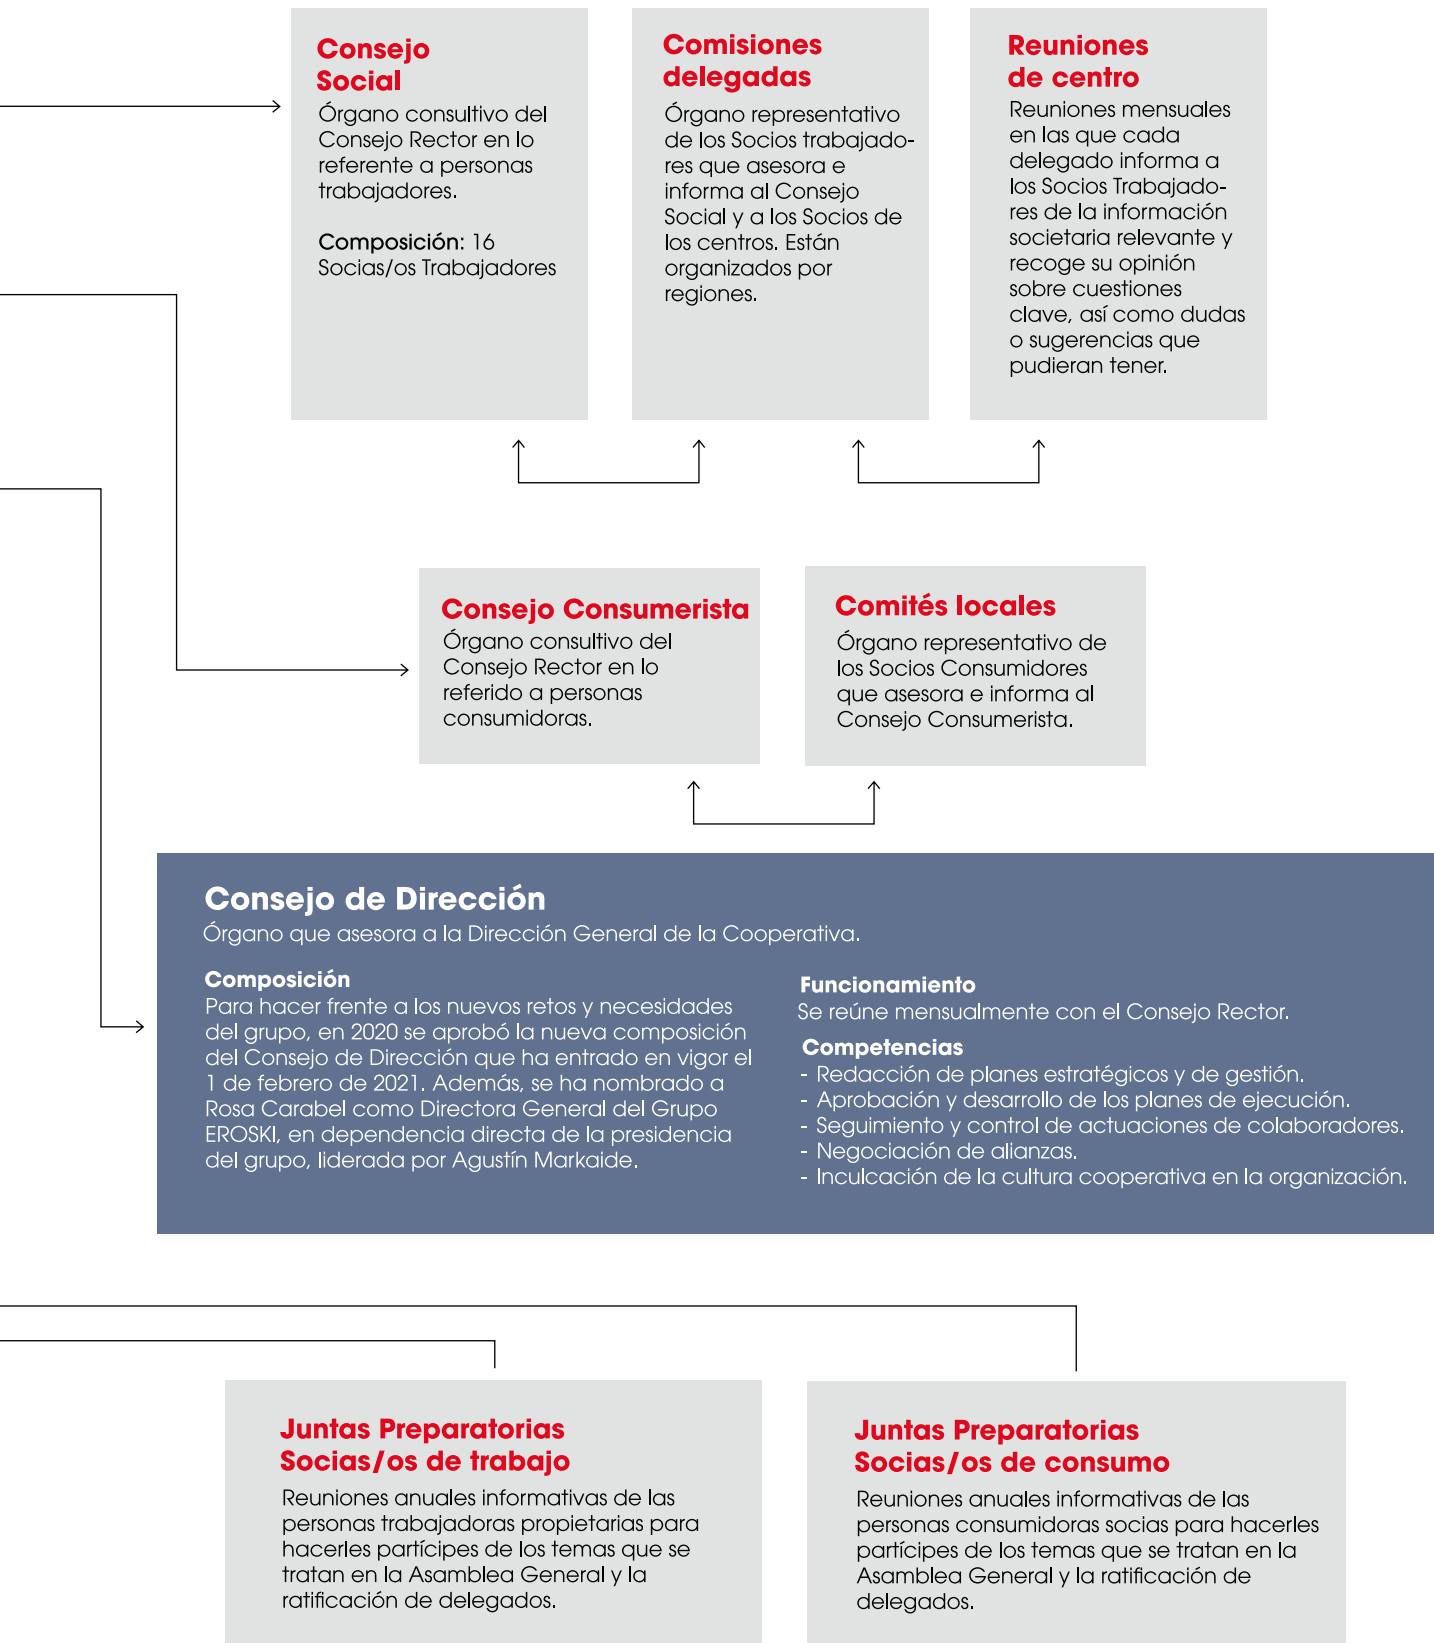 Consejo
Social
Órgano consultivo del
Consejo Rector en lo
referente a personas
trabajadores.
Composición: 16
Socias/os Trabajadores
Comisiones
delegadas
Órgano representativo
de los Socios trabajado-
res que asesora e
informa al Consejo
Social y a los Socios de
los centros. Están
organizados por
regiones.
Reuniones
de centro
Reuniones mensuales
en las que cada
delegado informa a
los Socios Trabajado-
res de la información
societaria relevante y
recoge su opinión
sobre cuestiones
clave, así como dudas
o sugerencias que
pudieran tener.
Consejo Consumerista
Órgano consultivo del
Consejo Rector en lo
referido a personas
consumidoras.
Comités locales
Órgano representativo de
los Socios Consumidores
que asesora e informa al
Consejo Consumerista.
Consejo de Dirección
Órgano que asesora a la Dirección General de la Cooperativa.
Composición
Para hacer frente a los nuevos retos y necesidades
del grupo, en 2020 se aprobó la nueva composición
del Consejo de Dirección que ha entrado en vigor el
1 de febrero de 2021. Además, se ha nombrado a
Rosa Carabel como Directora General del Grupo
EROSKI, en dependencia directa de la presidencia
del grupo, liderada por Agustín Markaide.
Funcionamiento
Se reúne mensualmente con el Consejo Rector.
Competencias
- Redacción de planes estratégicos y de gestión.
- Aprobación y desarrollo de los planes de ejecución.
- Seguimiento y control de actuaciones de colaboradores.
- Negociación de alianzas.
- Inculcación de la cultura cooperativa en la organización.
Juntas Preparatorias
Socias/os de trabajo
Reuniones anuales informativas de las
personas trabajadoras propietarias para
hacerles partícipes de los temas que se
tratan en la Asamblea General y la
ratificación de delegados.
Juntas Preparatorias
Socias/os de consumo
Reuniones anuales informativas de las
personas consumidoras socias para hacerles
partícipes de los temas que se tratan en la
Asamblea General y la ratificación de
delegados.